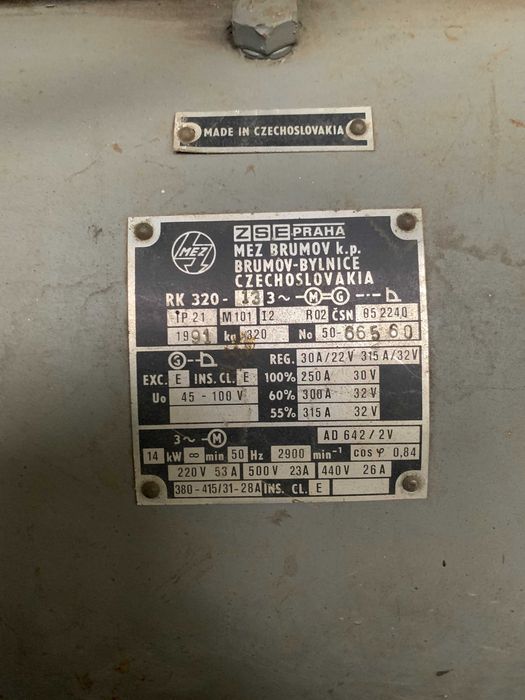 MADE IN CZECHOSLOVAKIA
MEZ
ZSE PRAHA
MEZ BRUMOV k.p.
BRUMOV-BYLNICE
CZECHOSLOVAKIA
RK 320- 13 3~ M=G
IP 21 M101 I2 R02 ČSN 05 2240
1991 kg 320 No 50-66560
G REG. 30A/22V 315A/32V
EXC. E INS. CL. E 100% 250A 30V
Uo 45-100V 60% 300A 32V
55% 315A 32V
3~M AD 642/2V
14 kW ∞ min 50 Hz 2900 min⁻¹ cos φ 0,84
220V 53A 500V 23A 440V 26A
380-415/31-28A INS. CL. E